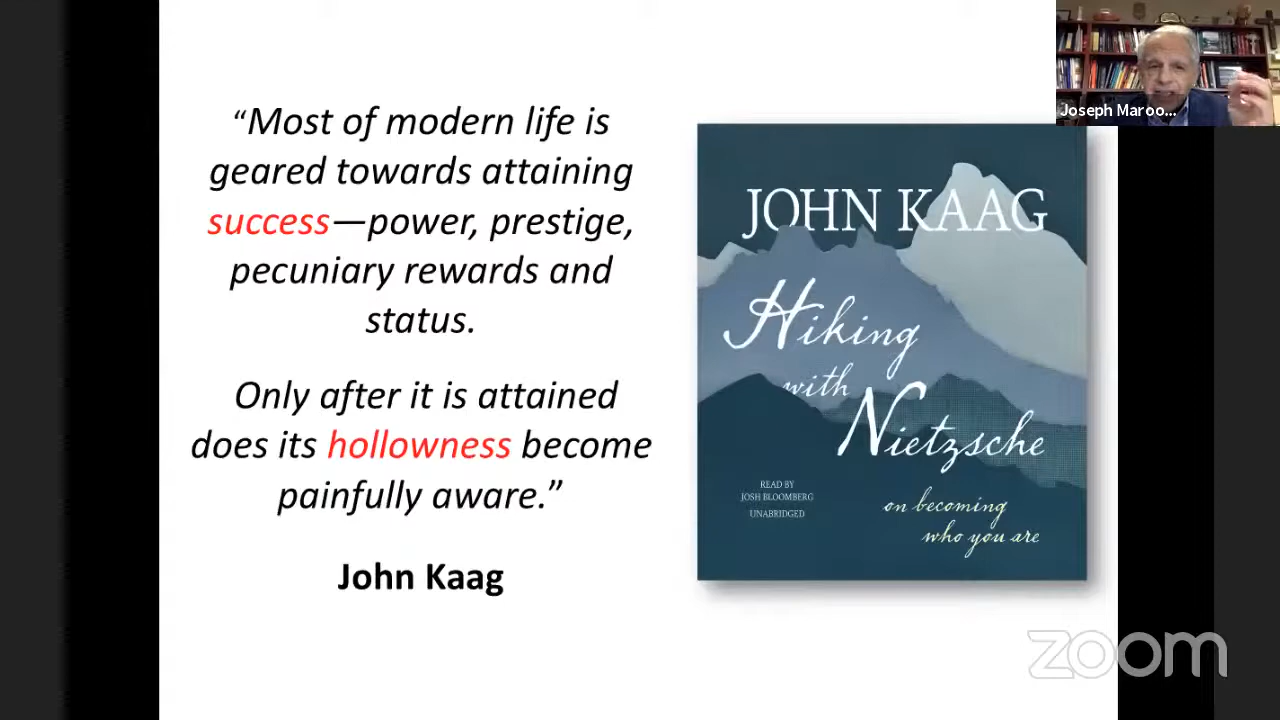 “Most of modern life is
geared towards attaining
success—power, prestige,
pecuniary rewards and
status.
Only after it is attained
does its hollowness become
painfully aware.”
John Kaag
JOHN KAAG
Hiking
with
Nietzsche
on becoming
who you are
READ BY
JOSH BLOOMBERG
UNABRIDGED
Joseph Maroo...
zoom